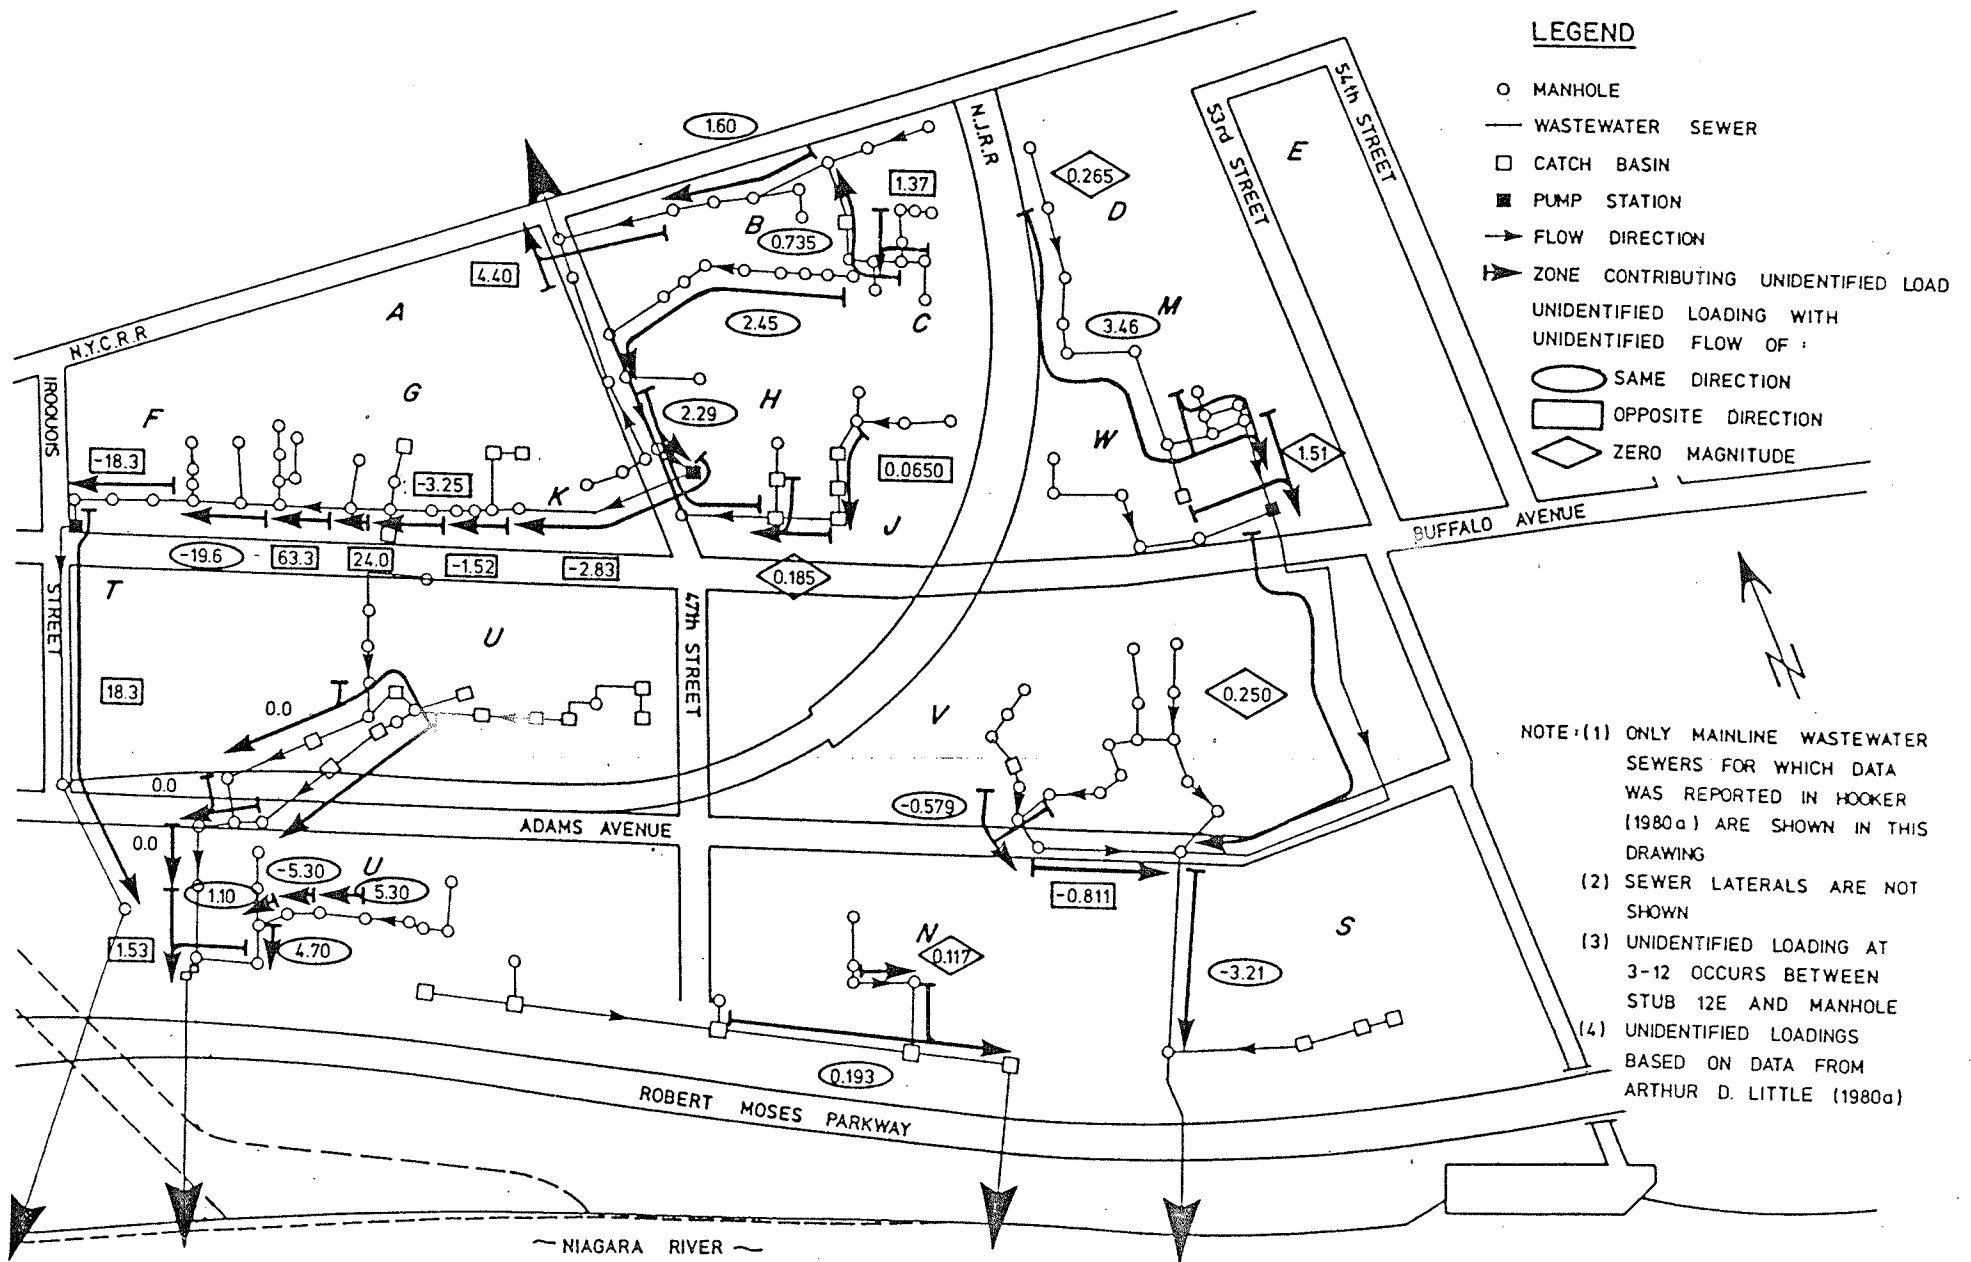 LEGEND
MANHOLE
WASTEWATER SEWER
CATCH BASIN
PUMP STATION
FLOW DIRECTION
ZONE CONTRIBUTING UNIDENTIFIED LOAD
UNIDENTIFIED LOADING WITH
UNIDENTIFIED FLOW OF :
SAME DIRECTION
OPPOSITE DIRECTION
ZERO MAGNITUDE
54th STREET
53rd STREET
E
N.J.R.R
1.60
1.37
0.265
D
B
0.735
4.40
A
2.45
C
3.46
M
N.Y.C.R.R
IROQUOIS
STREET
G
F
2.29
H
W
1.51
-18.3
-3.25
K
0.0650
J
BUFFALO AVENUE
-19.6
- 63.3
24.0
-1.52
-2.83
0.185
T
U
47th STREET
18.3
0.0
V
0.250
0.0
-0.579
ADAMS AVENUE
0.0
-5.30
U
1.10
5.30
-0.811
1.53
4.70
N
0.117
S
-3.21
0.193
ROBERT MOSES PARKWAY
~ NIAGARA RIVER ~
N
NOTE: (1) ONLY MAINLINE WASTEWATER
SEWERS FOR WHICH DATA
WAS REPORTED IN HOOKER
(1980a) ARE SHOWN IN THIS
DRAWING
(2) SEWER LATERALS ARE NOT
SHOWN
(3) UNIDENTIFIED LOADING AT
3-12 OCCURS BETWEEN
STUB 12E AND MANHOLE
(4) UNIDENTIFIED LOADINGS
BASED ON DATA FROM
ARTHUR D. LITTLE (1980a)